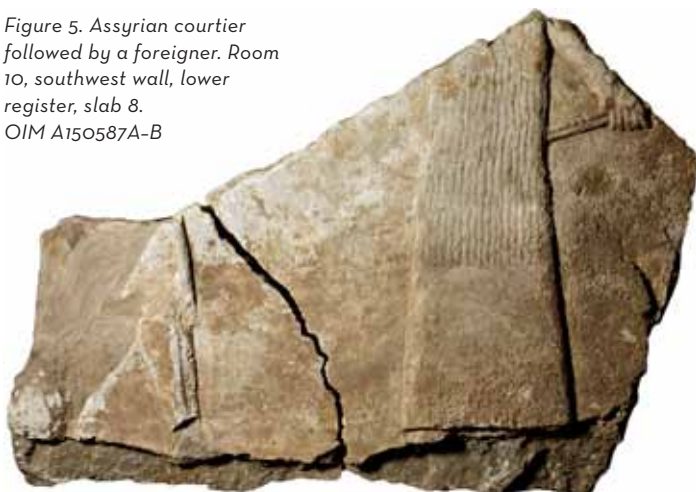 Figure 5. Assyrian courtier
followed by a foreigner. Room
10, southwest wall, lower
register, slab 8.
OIM A150587A–B